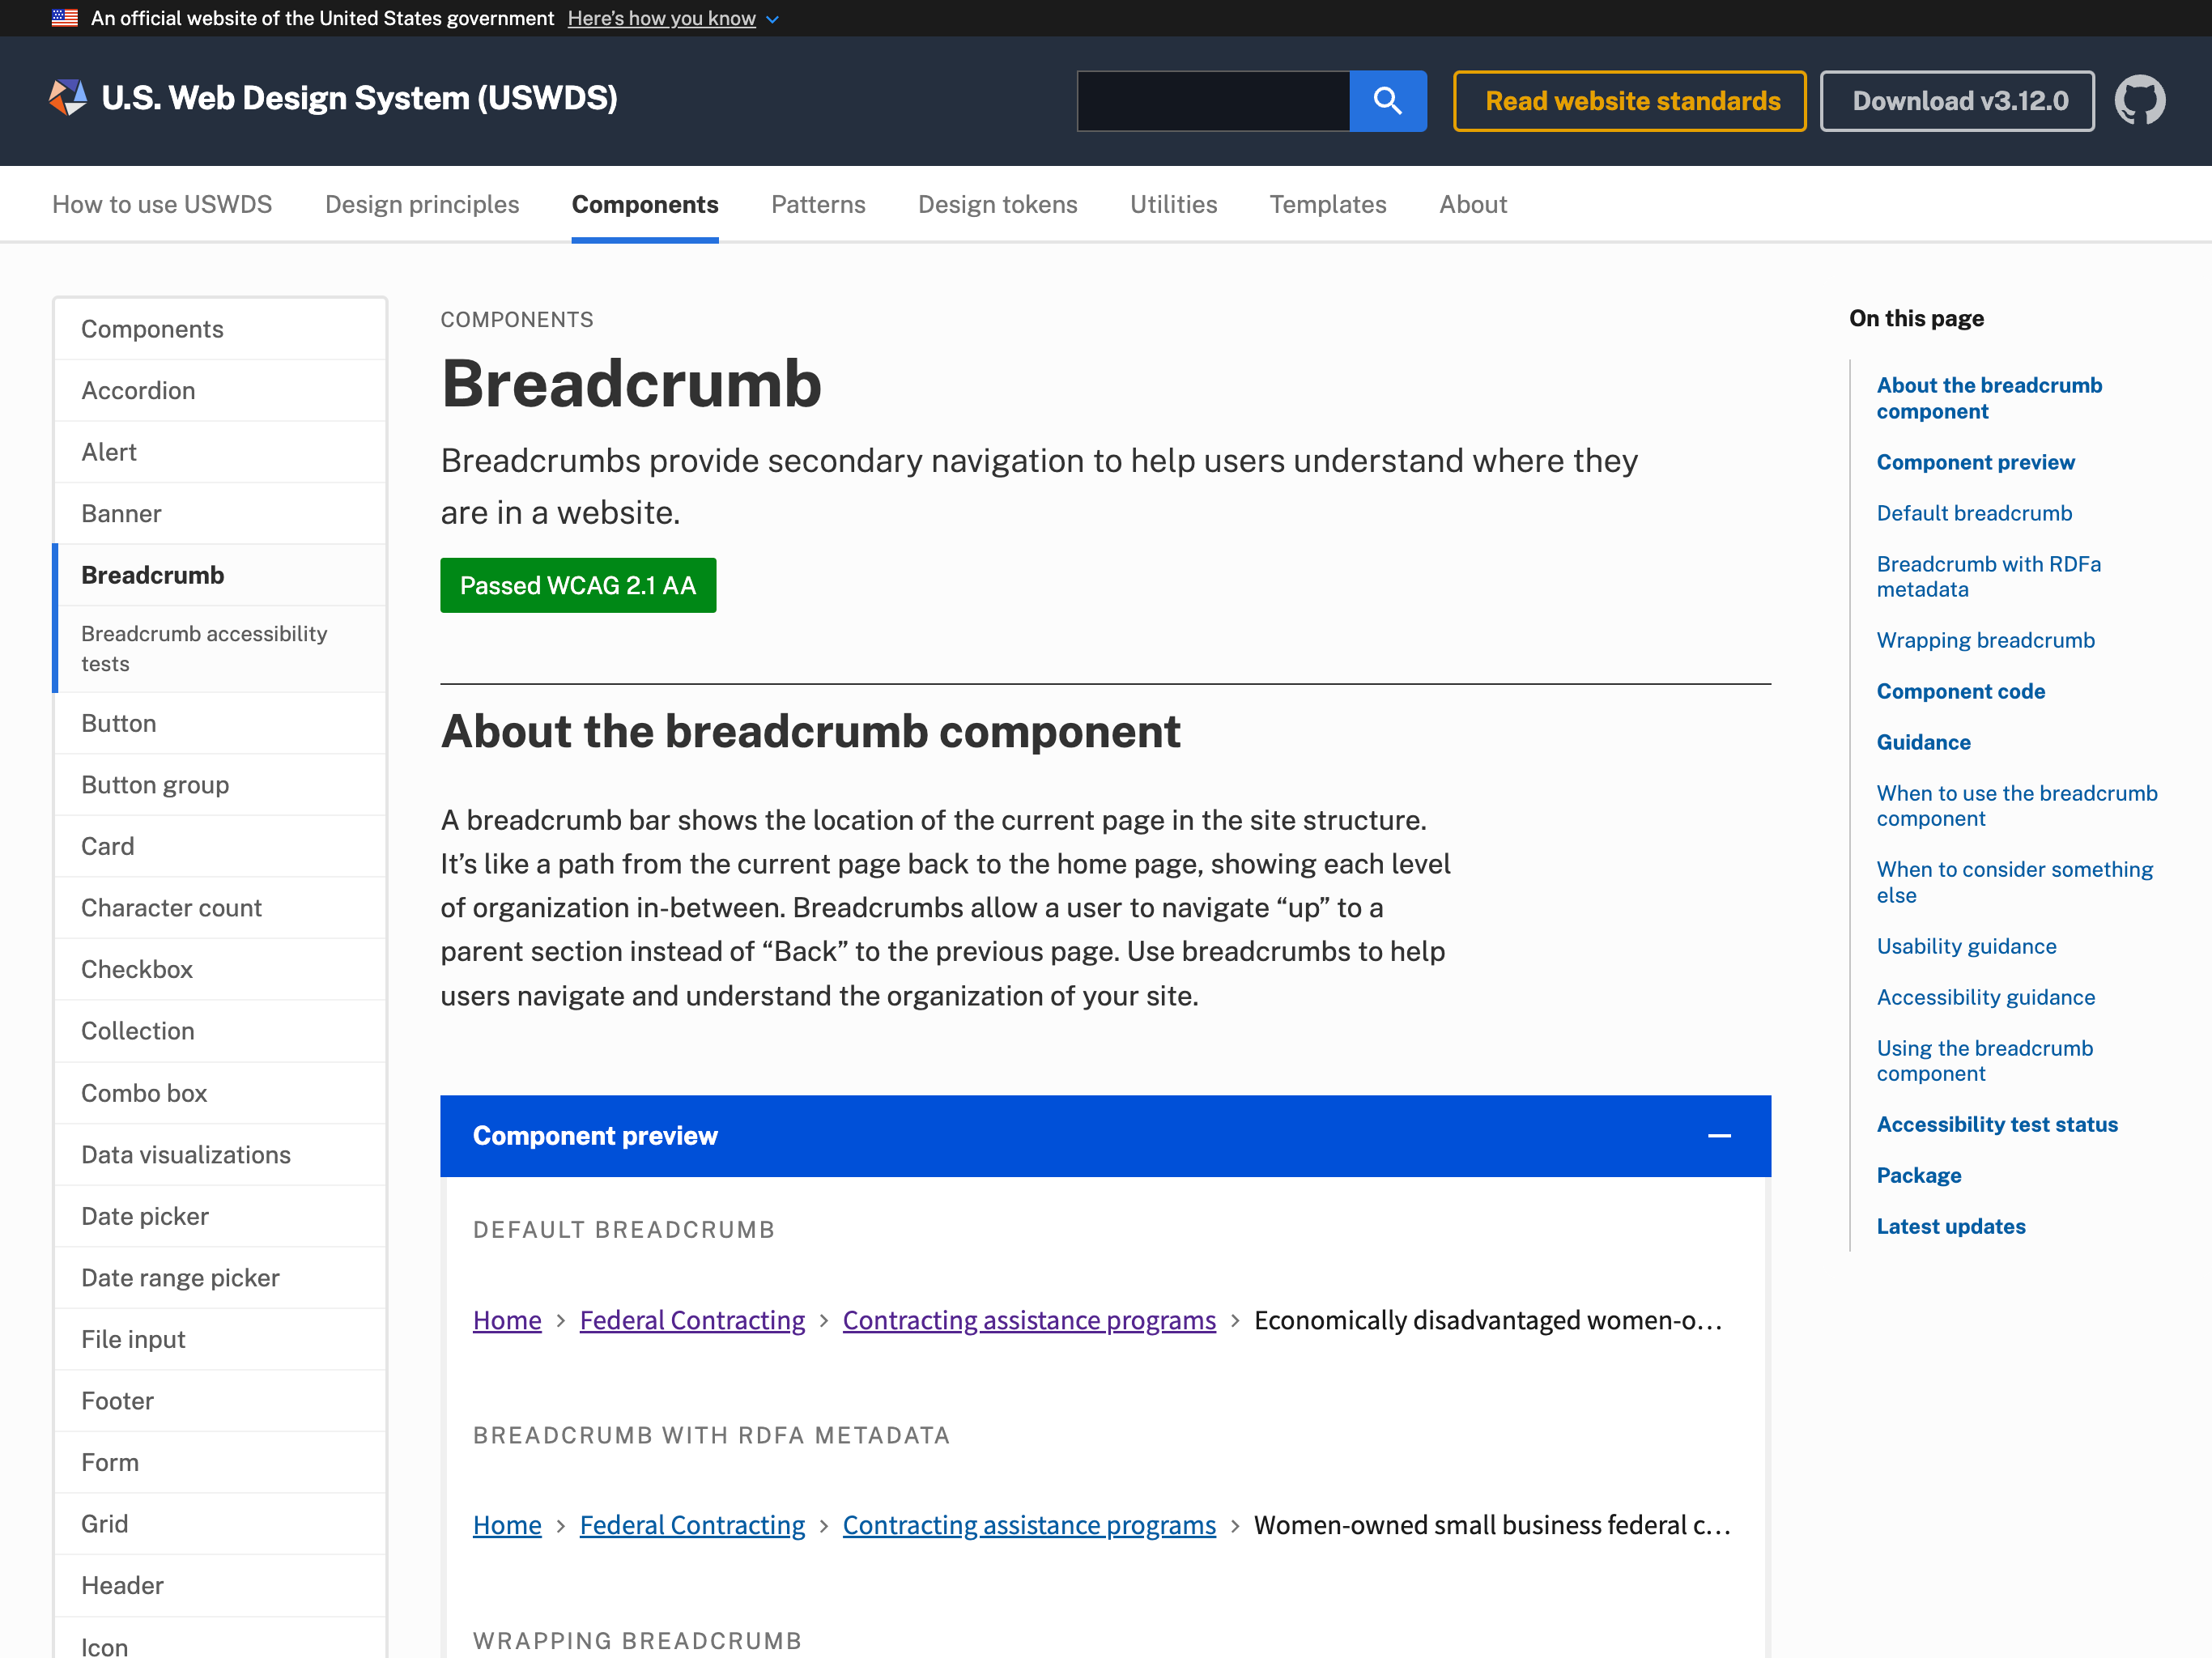 An official website of the United States government Here’s how you know
U.S. Web Design System (USWDS)
Read website standards
Download v3.12.0
How to use USWDS
Design principles
Components
Patterns
Design tokens
Utilities
Templates
About
Components
Accordion
Alert
Banner
Breadcrumb
Breadcrumb accessibility
tests
Button
Button group
Card
Character count
Checkbox
Collection
Combo box
Data visualizations
Date picker
Date range picker
File input
Footer
Form
Grid
Header
Icon
COMPONENTS
Breadcrumb
Breadcrumbs provide secondary navigation to help users understand where they
are in a website.
Passed WCAG 2.1 AA
About the breadcrumb component
A breadcrumb bar shows the location of the current page in the site structure.
It’s like a path from the current page back to the home page, showing each level
of organization in-between. Breadcrumbs allow a user to navigate “up” to a
parent section instead of “Back” to the previous page. Use breadcrumbs to help
users navigate and understand the organization of your site.
Component preview
DEFAULT BREADCRUMB
Home > Federal Contracting > Contracting assistance programs > Economically disadvantaged women-o…
BREADCRUMB WITH RDFA METADATA
Home > Federal Contracting > Contracting assistance programs > Women-owned small business federal c…
WRAPPING BREADCRUMB
On this page
About the breadcrumb
component
Component preview
Default breadcrumb
Breadcrumb with RDFa
metadata
Wrapping breadcrumb
Component code
Guidance
When to use the breadcrumb
component
When to consider something
else
Usability guidance
Accessibility guidance
Using the breadcrumb
component
Accessibility test status
Package
Latest updates